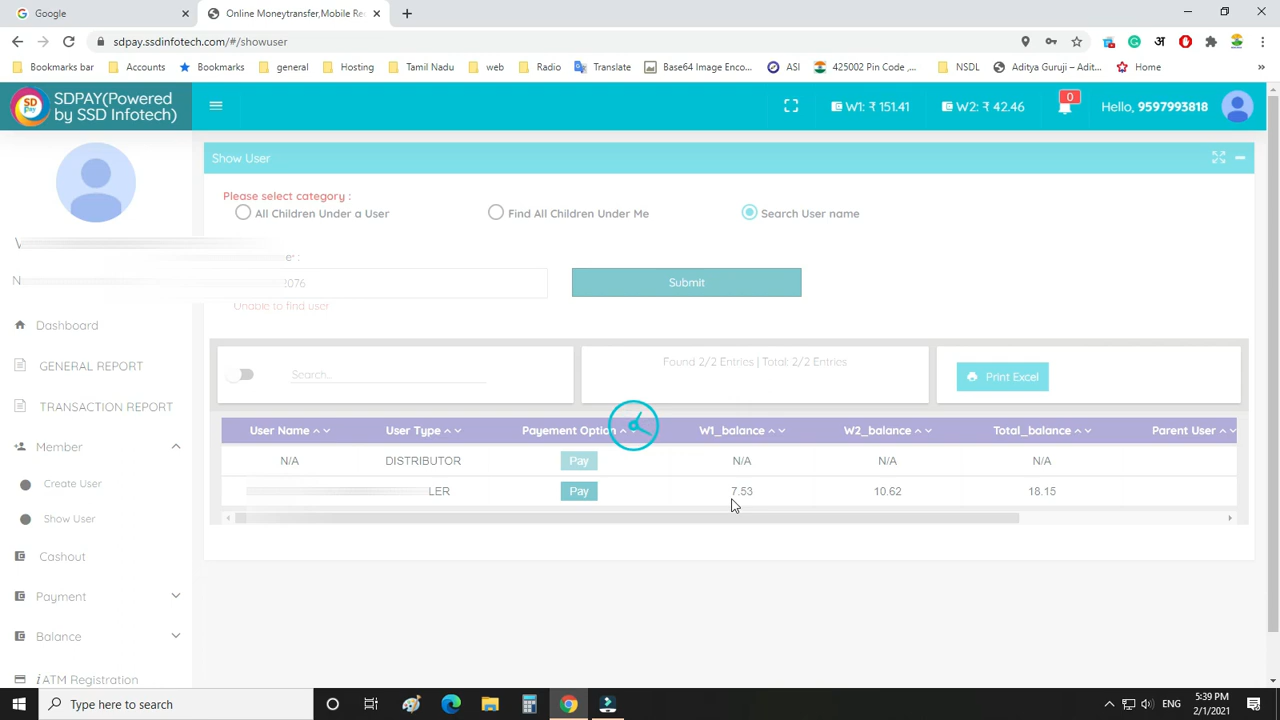 Google
Online Moneytransfer,Mobile Re
sdpay.ssdinfotech.com/#/showuser
Bookmarks bar Accounts Bookmarks general Hosting Tamil Nadu web Radio Translate Base64 Image Enco... ASI 425002 Pin Code ,... NSDL Aditya Guruji – Adit... Home »
SDPAY(Powered by SSD Infotech)
W1: ₹ 151.41 W2: ₹ 42.46 0 Hello, 9597993818
Show User
Please select category :
All Children Under a User Find All Children Under Me Search User name
er :
2076 Submit
Unable to find user
Dashboard
GENERAL REPORT
TRANSACTION REPORT
Member
Create User
Show User
Cashout
Payment
Balance
iATM Registration
Search.. Found 2/2 Entries | Total: 2/2 Entries Print Excel
User Name User Type Payement Option W1_balance W2_balance Total_balance Parent User
N/A DISTRIBUTOR Pay N/A N/A N/A
LER Pay 7.53 10.62 18.15
Type here to search
ENG
5:39 PM
2/1/2021